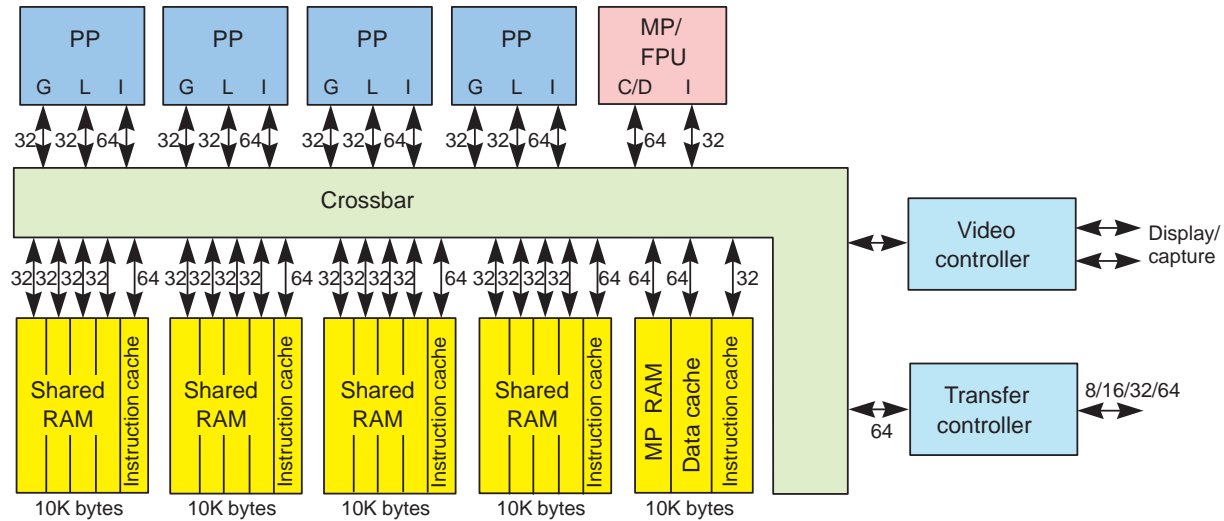 PP
PP
PP
PP
MP/
FPU
G L I
G L I
G L I
G L I
C/D I
32 32 64
32 32 64
32 32 64
32 32 64
64 32
Crossbar
Video
controller
Display/
capture
32 32 32 32 64
32 32 32 32 64
32 32 32 32 64
32 32 32 32 64
64 64 32
Shared
RAM
Instruction cache
Shared
RAM
Instruction cache
Shared
RAM
Instruction cache
Shared
RAM
Instruction cache
MP RAM
Data cache
Instruction cache
64
Transfer
controller
8/16/32/64
10K bytes
10K bytes
10K bytes
10K bytes
10K bytes